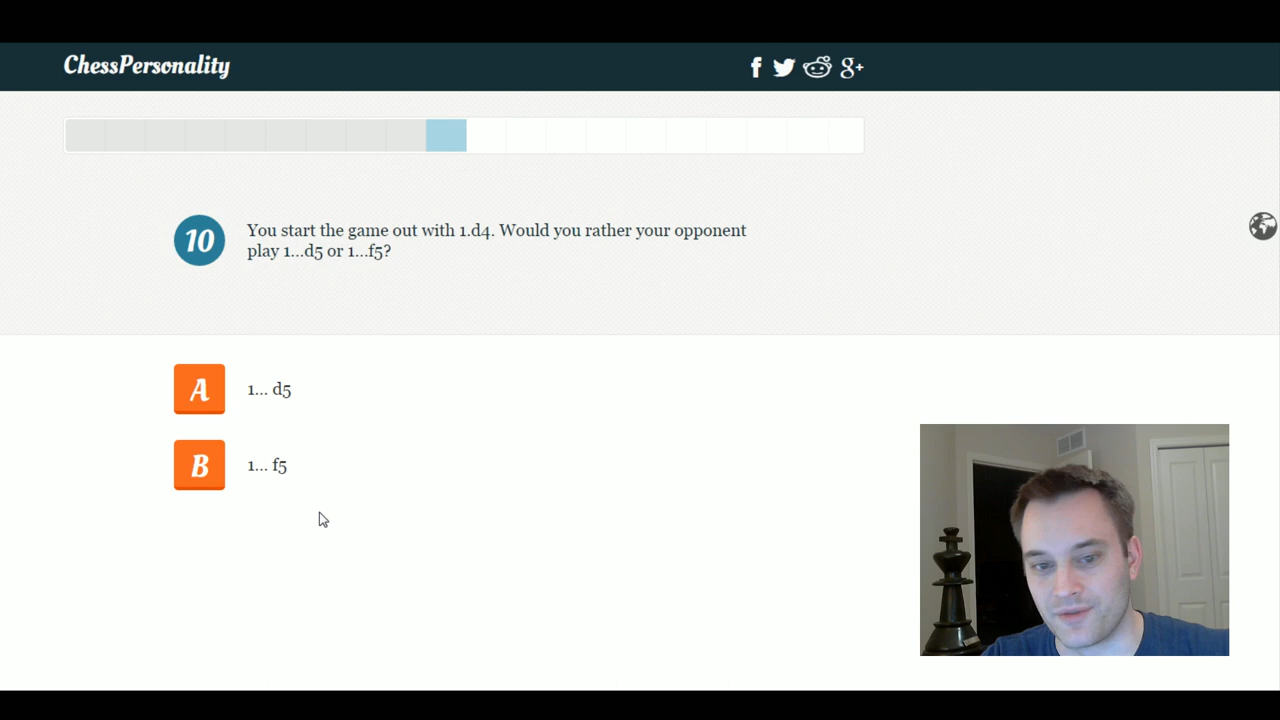 ChessPersonality
f
g+
10
You start the game out with 1.d4. Would you rather your opponent
play 1...d5 or 1...f5?
A
1... d5
B
1... f5